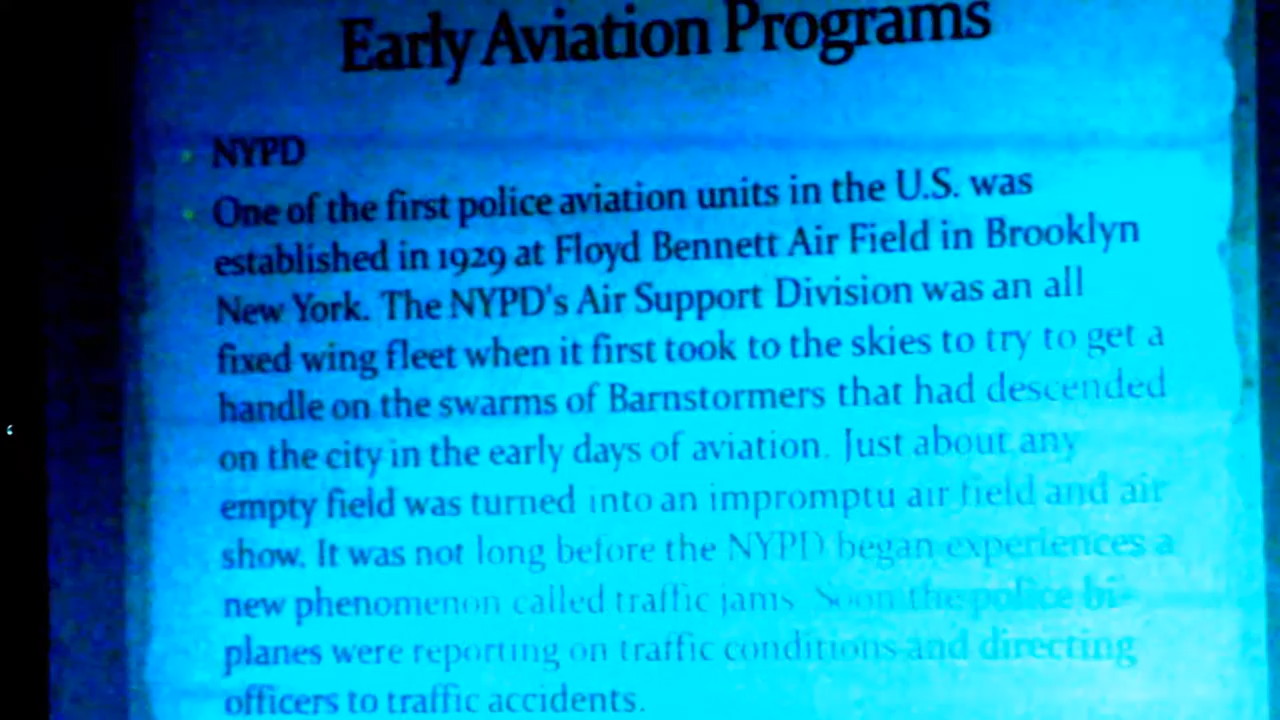 Early Aviation Programs
NYPD
One of the first police aviation units in the U.S. was
established in 1929 at Floyd Bennett Air Field in Brooklyn
New York. The NYPD's Air Support Division was an all
fixed wing fleet when it first took to the skies to try to get a
handle on the swarms of Barnstormers that had descended
on the city in the early days of aviation. Just about any
empty field was turned into an impromptu air field and air
show. It was not long before the NYPD began experiences a
new phenomenon called traffic jams. Soon the police bi-
planes were reporting on traffic conditions and directing
officers to traffic accidents.